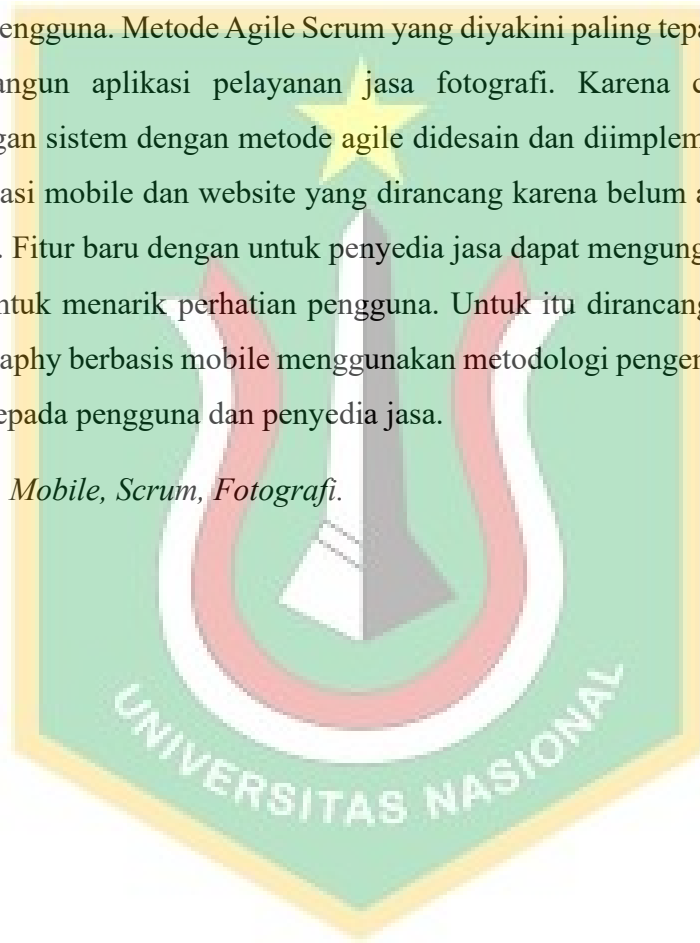 engguna. Metode Agile Scrum yang diyakini paling tepa
angun aplikasi pelayanan jasa fotografi. Karena
gan sistem dengan metode agile didesain dan diimplem
asi mobile dan website yang dirancang karena belum a
. Fitur baru dengan untuk penyedia jasa dapat mengung
ntuk menarik perhatian pengguna. Untuk itu dirancang
aphy berbasis mobile menggunakan metodologi penger
epada pengguna dan penyedia jasa.
Mobile, Scrum, Fotografi.
UNIVERSITAS NASIONAL